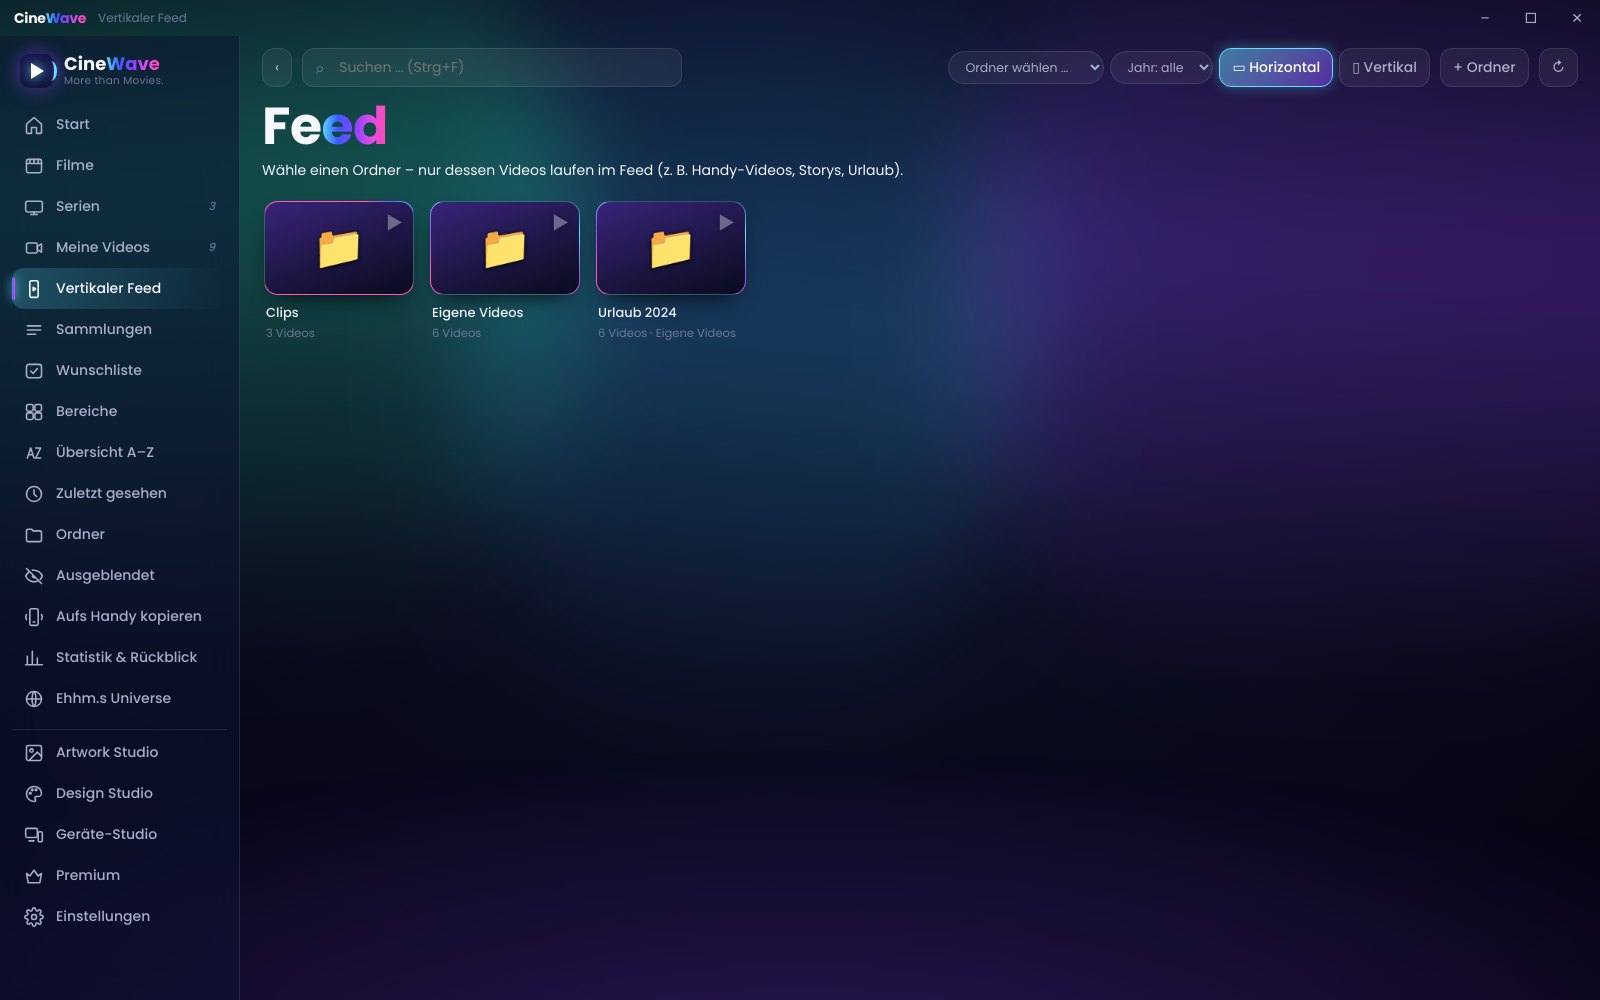 CineWave Vertikaler Feed
CineWave
More than Movies.
Start
Filme
Serien 3
Meine Videos 9
Vertikaler Feed
Sammlungen
Wunschliste
Bereiche
AZ Übersicht A–Z
Zuletzt gesehen
Ordner
Ausgeblendet
Aufs Handy kopieren
Statistik & Rückblick
Ehhm.s Universe
Artwork Studio
Design Studio
Geräte-Studio
Premium
Einstellungen
Suchen … (Strg+F)
Ordner wählen …
Jahr: alle
Horizontal
Vertikal
+ Ordner
Feed
Wähle einen Ordner – nur dessen Videos laufen im Feed (z. B. Handy-Videos, Storys, Urlaub).
Clips
3 Videos
Eigene Videos
6 Videos
Urlaub 2024
6 Videos · Eigene Videos